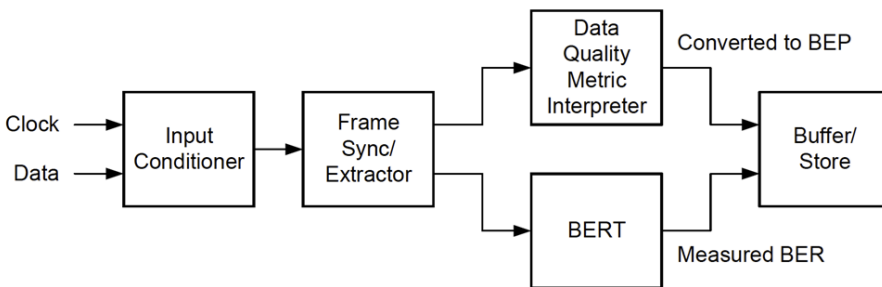 Clock
Data
Input
Conditioner
Frame
Sync/
Extractor
Data
Quality
Metric
Interpreter
Converted to BEP
BERT
Measured BER
Buffer/
Store